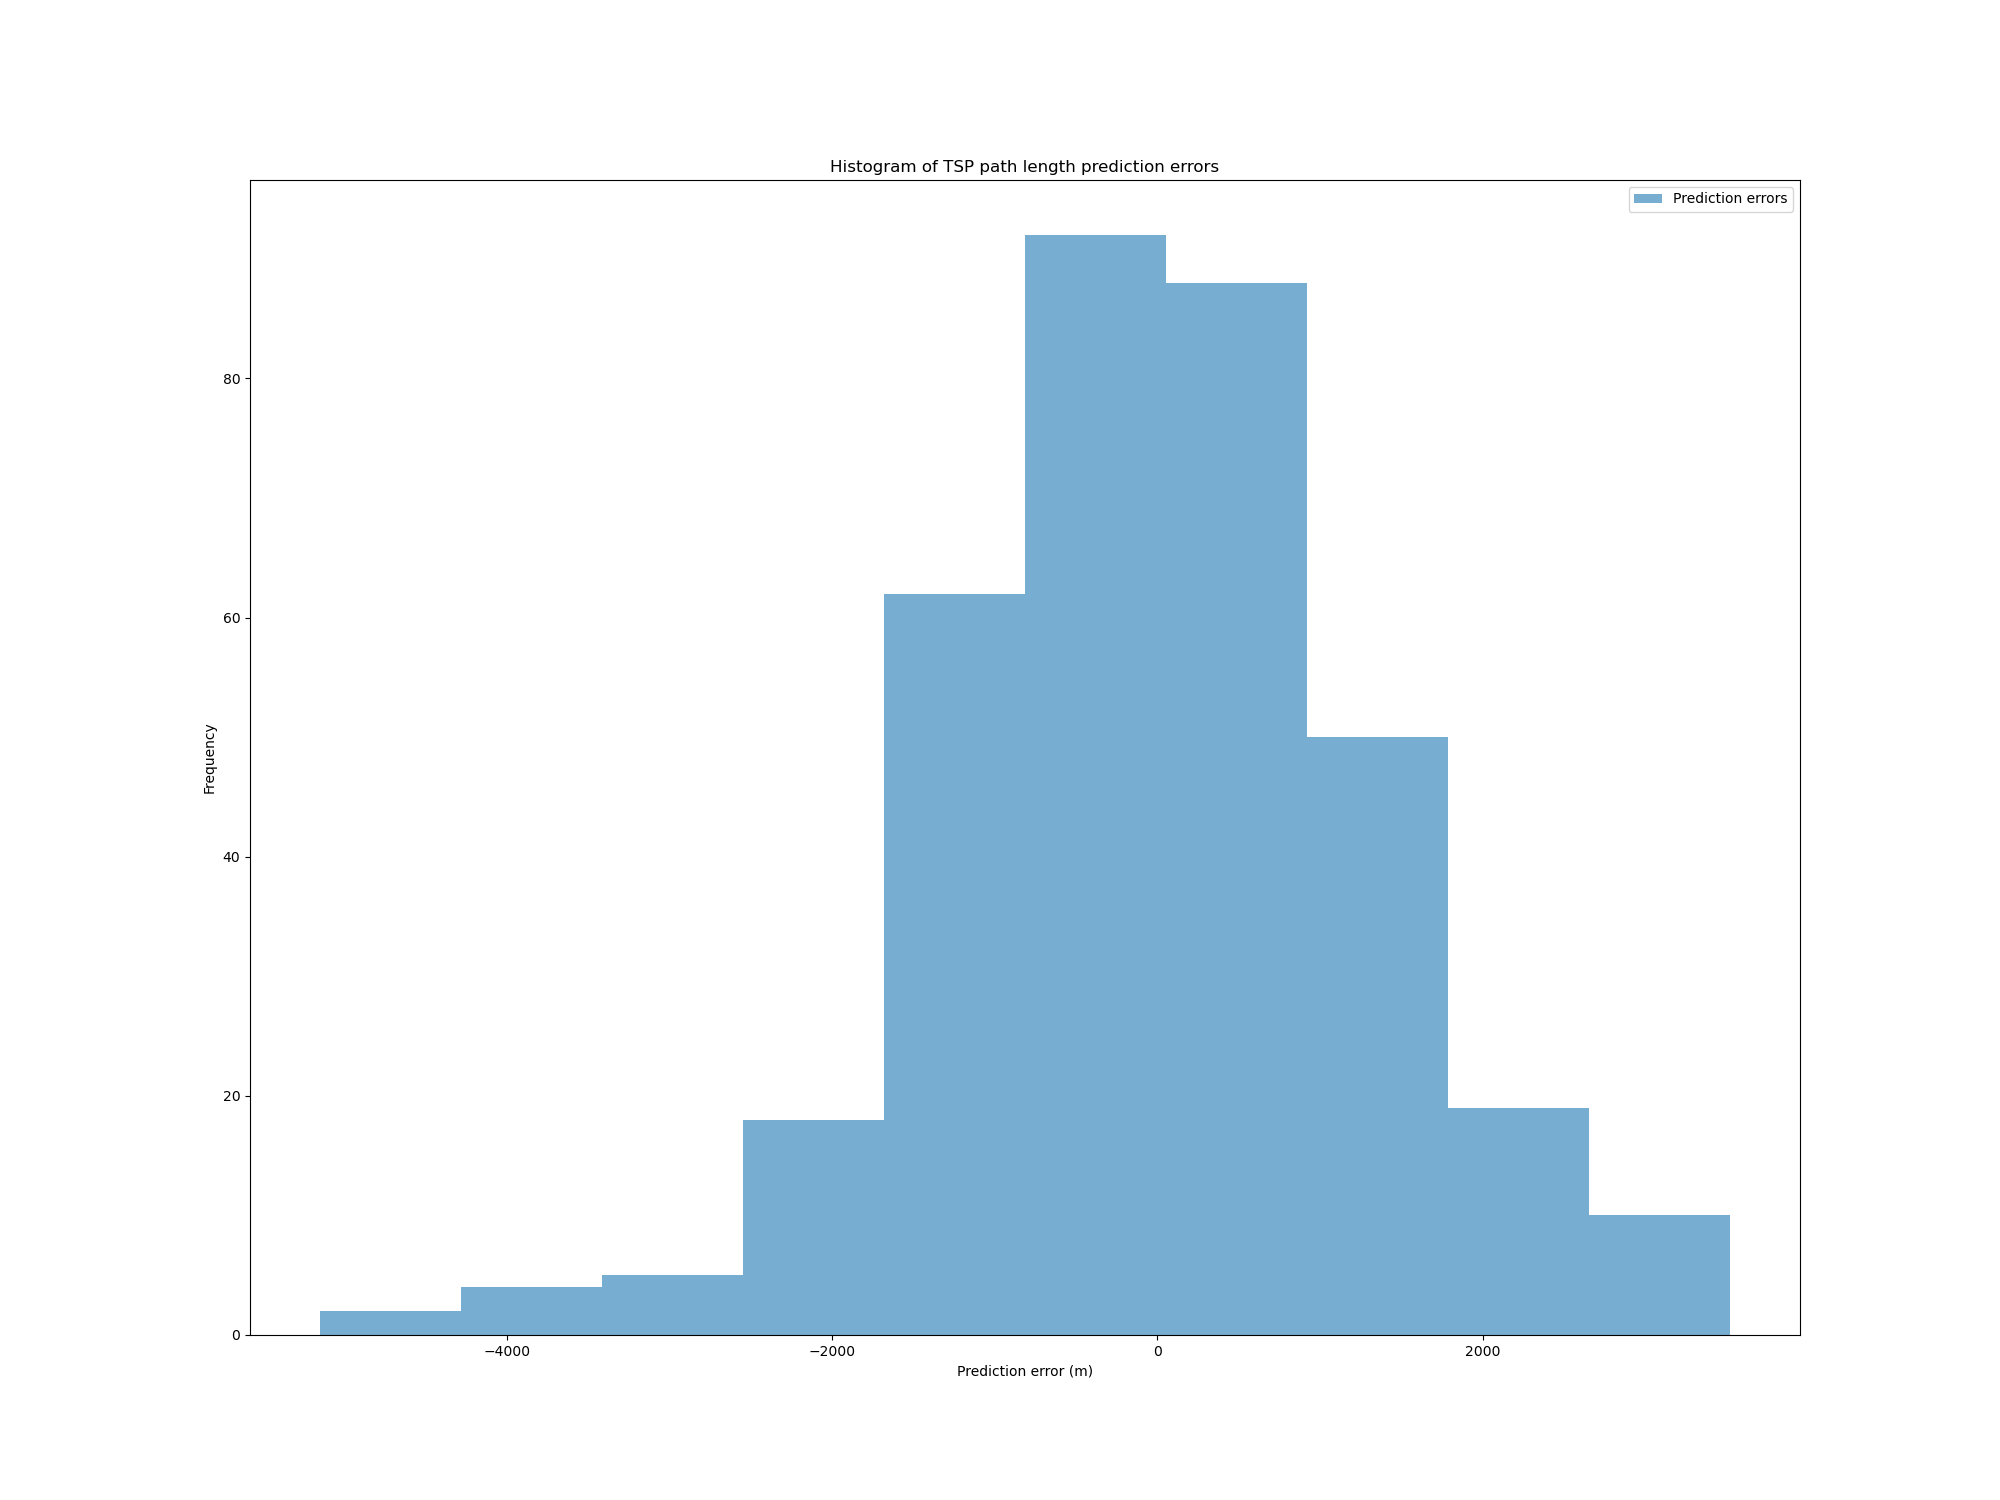 Histogram of TSP path length prediction errors
Prediction errors
80
60
40
20
0
Frequency
−4000
−2000
0
2000
Prediction error (m)